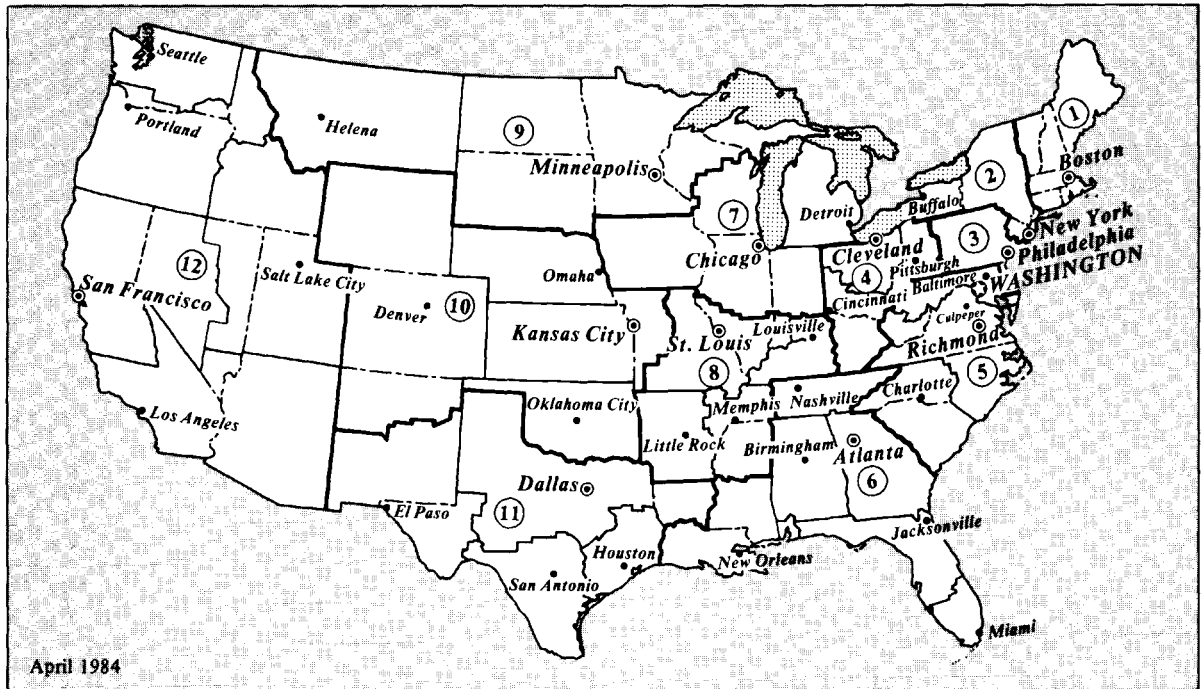 Seattle
Portland
Helena
9
Minneapolis
1
Boston
2
Buffalo
7
Detroit
3
New York
Philadelphia
Chicago
Cleveland
4
Pittsburgh
WASHINGTON
Baltimore
Cincinnati
Omaha
12
Salt Lake City
San Francisco
10
Denver
Culpeper
Kansas City
St. Louis
Louisville
Richmond
8
5
Los Angeles
Oklahoma City
Memphis
Nashville
Charlotte
Little Rock
Birmingham
Atlanta
6
Dallas
11
El Paso
Houston
New Orleans
Jacksonville
San Antonio
Miami
April 1984